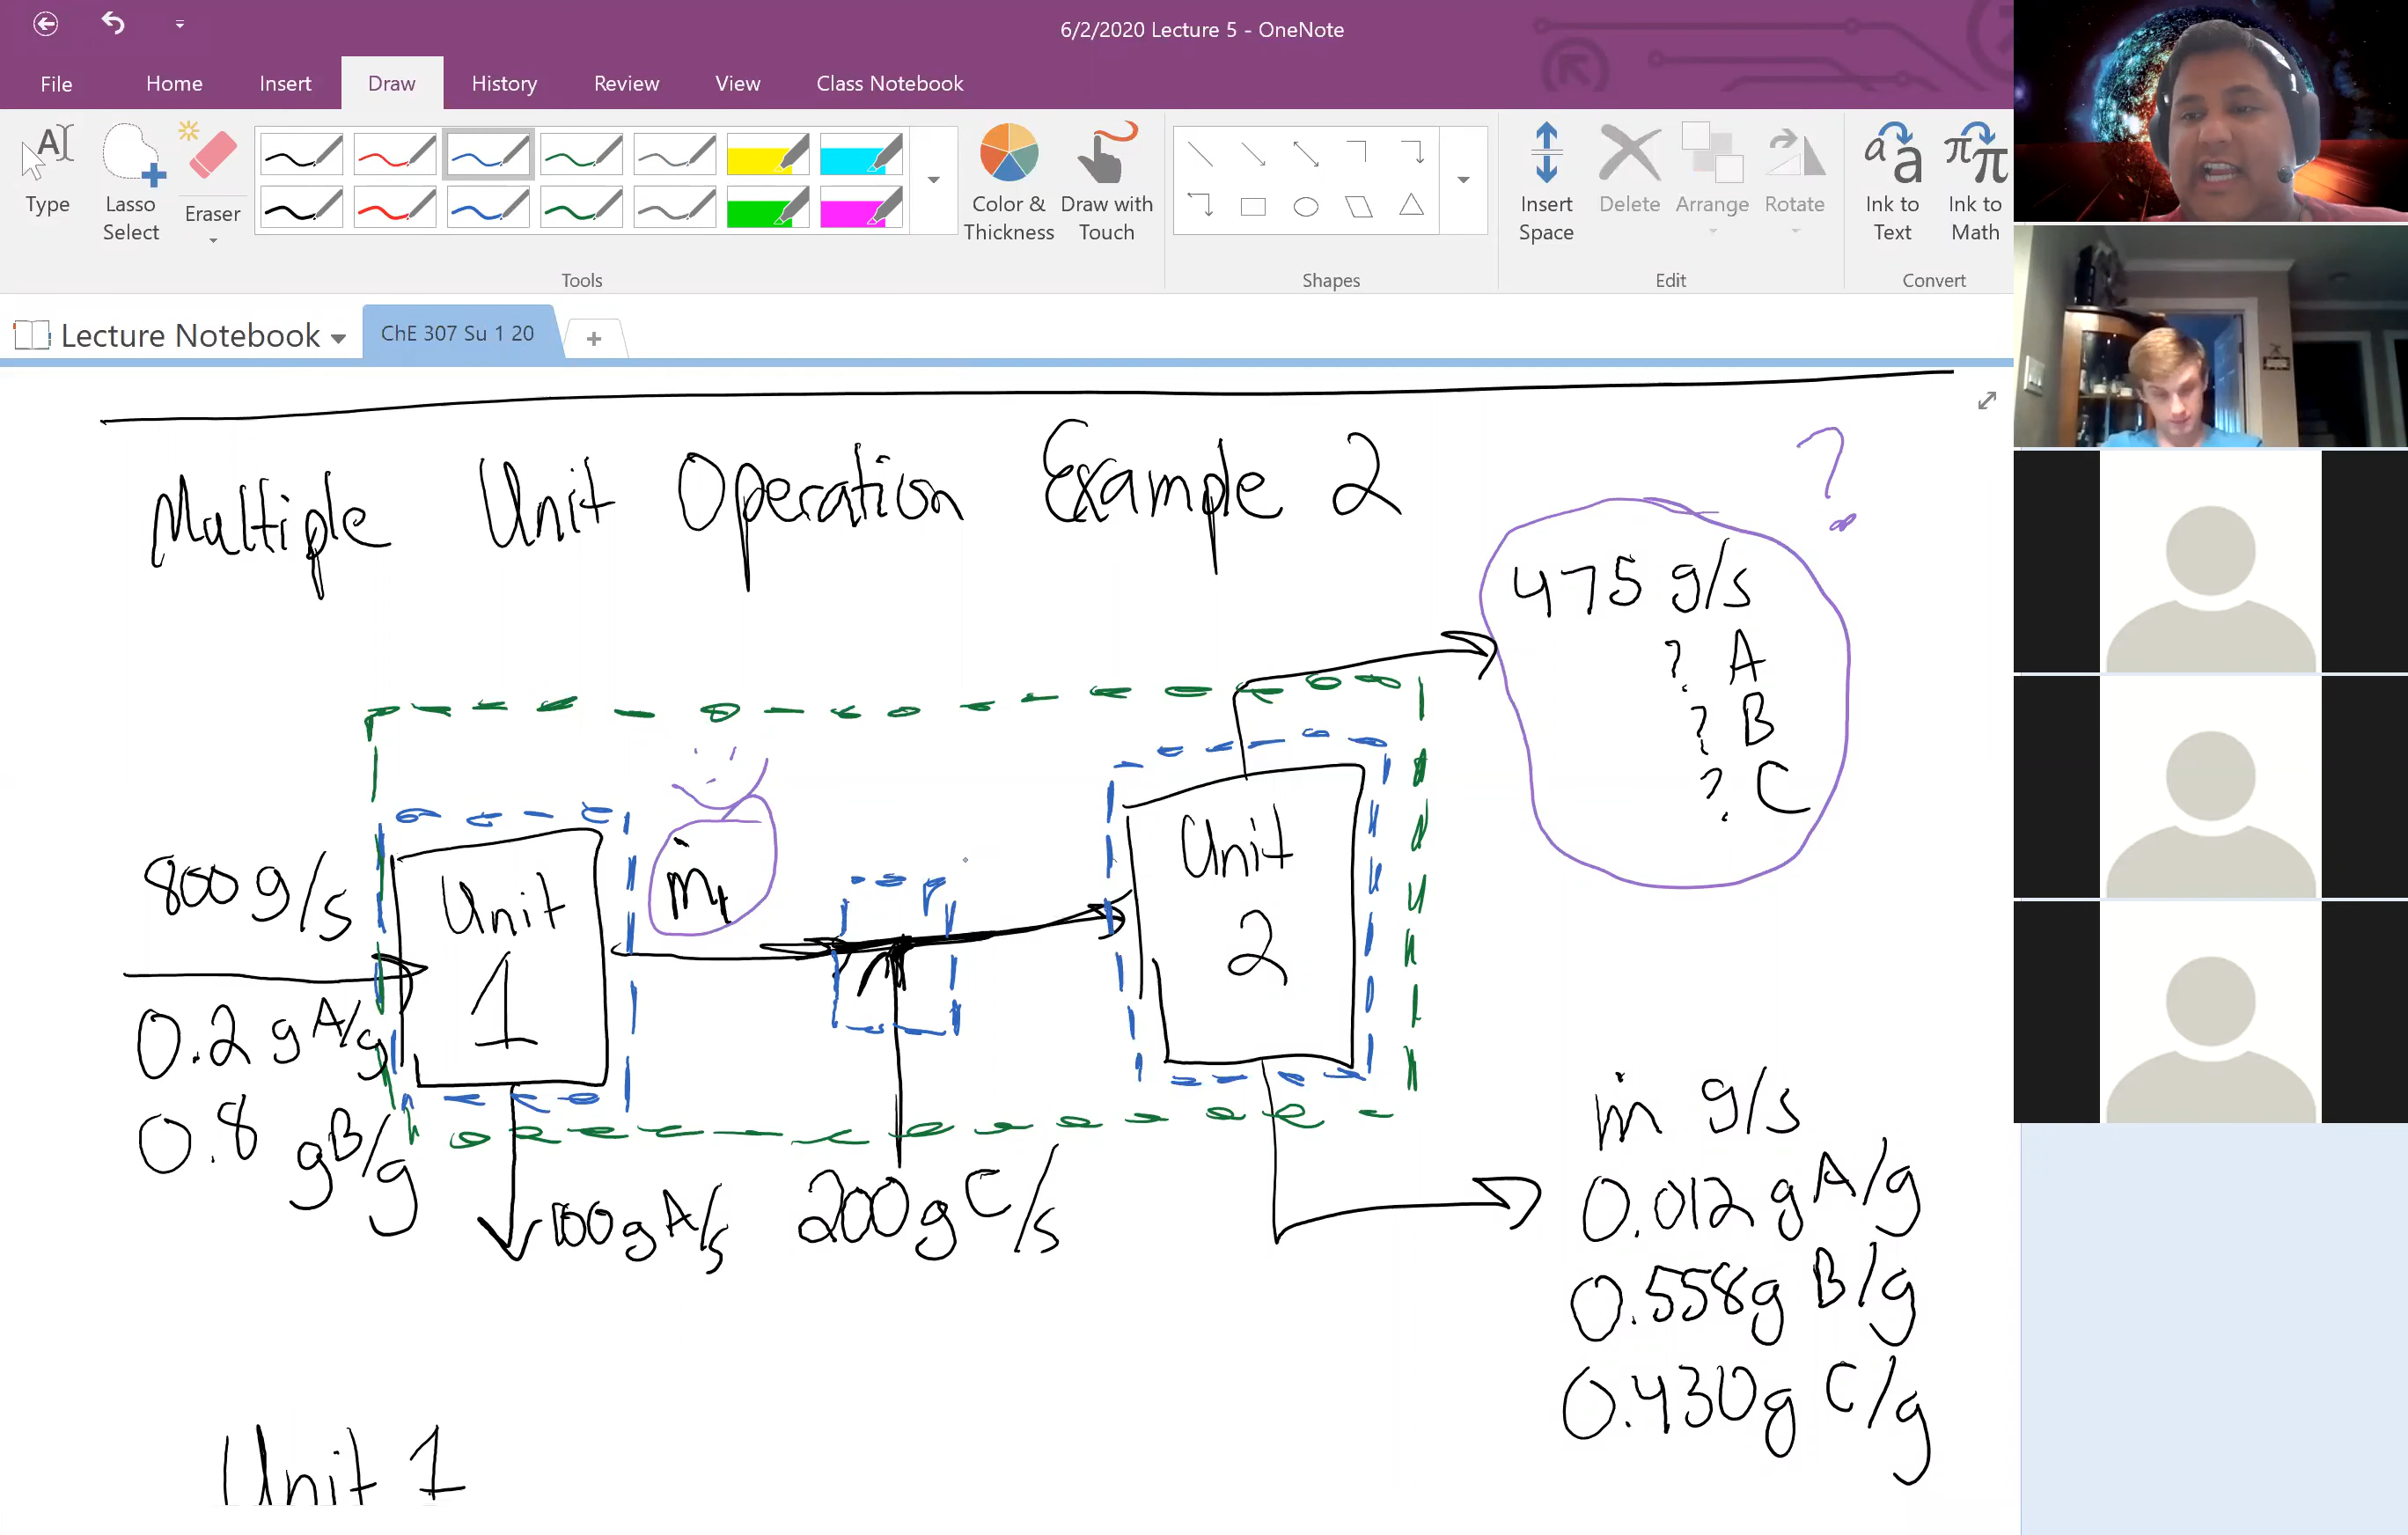 6/2/2020 Lecture 5 - OneNote
File Home Insert Draw History Review View Class Notebook
Type
Lasso Select
Eraser
Color & Thickness
Draw with Touch
Insert Space
Delete
Arrange
Rotate
Ink to Text
Ink to Math
Tools Shapes Edit Convert
Lecture Notebook ChE 307 Su 1 20 +
Multiple Unit Operation Example 2
?
475 g/s
? A
? B
? C
800 g/s
0.2 g A/g
0.8 g B/g
Unit 1
ṁ₁
Unit 2
100 g A/s
200 g C/s
ṁ g/s
0.012 g A/g
0.558 g B/g
0.430 g C/g
Unit 1